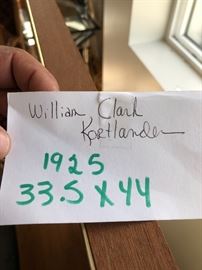 William Clark
Kortlander
1925
33.5 X 44